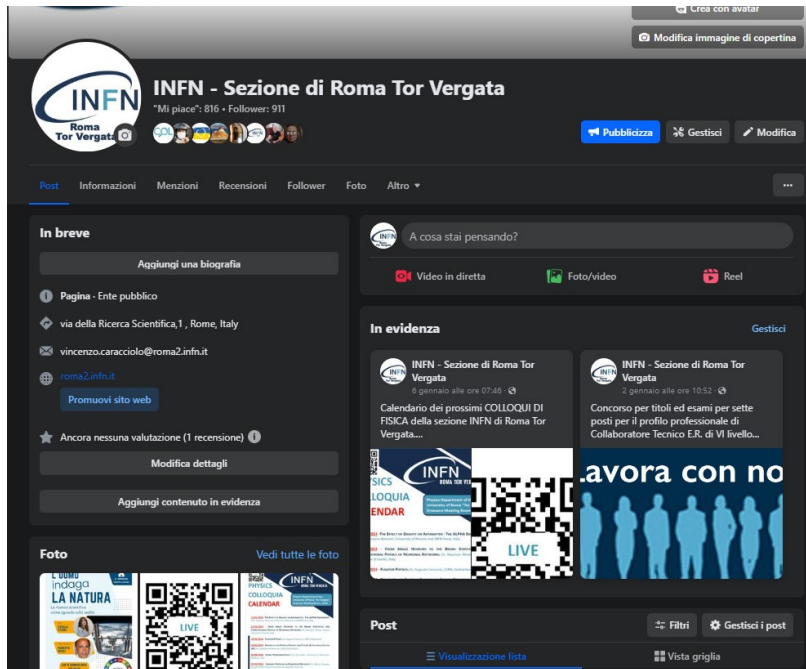 Crea con avatar
Modifica immagine di copertina
INFN
Roma
Tor Vergata
INFN - Sezione di Roma Tor Vergata
"Mi piace": 816 • Follower: 911
Pubblicizza
Gestisci
Modifica
Post
Informazioni
Menzioni
Recensioni
Follower
Foto
Altro
In breve
Aggiungi una biografia
Pagina · Ente pubblico
via della Ricerca Scientifica,1 , Rome, Italy
vincenzo.caracciolo@roma2.infn.it
roma2.infn.it
Promuovi sito web
Ancora nessuna valutazione (1 recensione)
Modifica dettagli
Aggiungi contenuto in evidenza
Foto
Vedi tutte le foto
L'UOMO
indaga
LA NATURA
LIVE
PHYSICS
COLLOQUIA
CALENDAR
INFN
A cosa stai pensando?
Video in diretta
Foto/video
Reel
In evidenza
Gestisci
INFN - Sezione di Roma Tor
Vergata
6 gennaio alle ore 07:46 ·
Calendario dei prossimi COLLOQUI DI
FISICA della sezione INFN di Roma Tor
Vergata....
INFN
ROMA TOR VER
SICS
LOQUIA
ENDAR
LIVE
INFN - Sezione di Roma Tor
Vergata
2 gennaio alle ore 10:52 ·
Concorso per titoli ed esami per sette
posti per il profilo professionale di
Collaboratore Tecnico E.R. di VI livello...
avora con no
Post
Filtri
Gestisci i post
Visualizzazione lista
Vista griglia